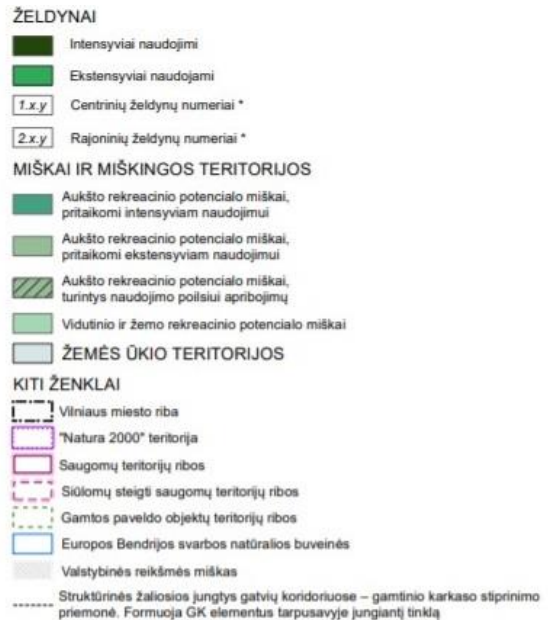 ŽELDYNAI
Intensyviai naudojimi
Ekstensyviai naudojami
1.x.y Centrinių želdynų numeriai *
2.x.y Rajoninių želdynų numeriai *
MIŠKAI IR MIŠKINGOS TERITORIJOS
Aukšto rekreacinio potencialo miškai,
pritaikomi intensyviam naudojimui
Aukšto rekreacinio potencialo miškai,
pritaikomi ekstensyviam naudojimui
Aukšto rekreacinio potencialo miškai,
turintys naudojimo poilsiui apribojimų
Vidutinio ir žemo rekreacinio potencialo miškai
ŽEMĖS ŪKIO TERITORIJOS
KITI ŽENKLAI
Vilniaus miesto riba
"Natura 2000" teritorija
Saugomų teritorijų ribos
Siūlomų steigti saugomų teritorijų ribos
Gamtos paveldo objektų teritorijų ribos
Europos Bendrijos svarbos natūralios buveinės
Valstybinės reikšmės miškas
Struktūrinės žaliosios jungtys gatvių koridoriuose – gamtinio karkaso stiprinimo
priemonė. Formuoja GK elementus tarpusavyje jungiantį tinklą